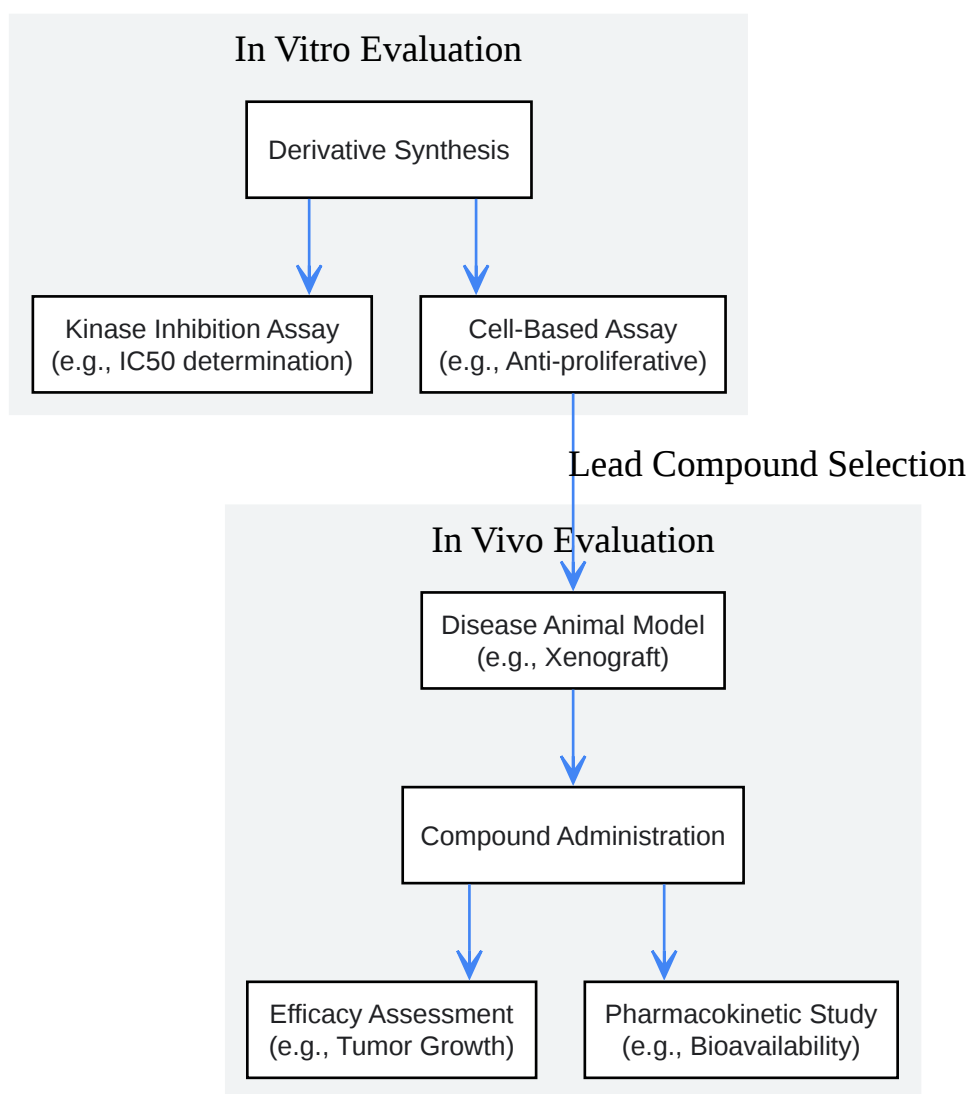 In Vitro Evaluation
Derivative Synthesis
Kinase Inhibition Assay
(e.g., IC50 determination)
Cell-Based Assay
(e.g., Anti-proliferative)
Lead Compound Selection
In Vivo Evaluation
Disease Animal Model
(e.g., Xenograft)
Compound Administration
Efficacy Assessment
(e.g., Tumor Growth)
Pharmacokinetic Study
(e.g., Bioavailability)